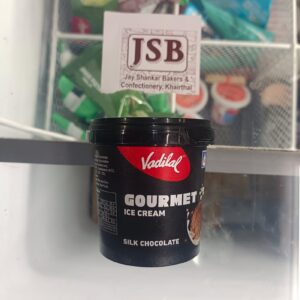 JSB
Jay Shankar Bakers &
Confectionery, Khairthal
Vadilal
GOURMET
ICE CREAM
SILK CHOCOLATE